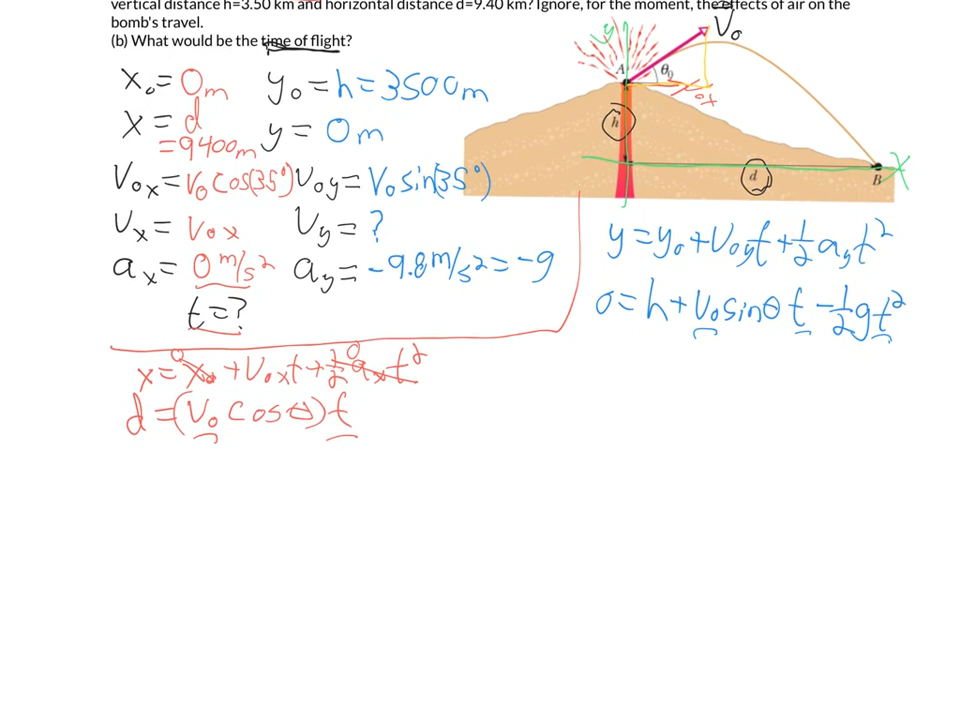 vertical distance h=3.50 km and horizontal distance d=9.40 km? Ignore, for the moment, the effects of air on the
bomb's travel.
(b) What would be the time of flight?
x₀ = 0m y₀ = h = 3500m
x = d y = 0m
= 9400m
V₀x = V₀ cos(35°) V₀y = V₀ sin(35°)
Vx = V₀x Vy = ?
ax = 0 m/s² ay = -9.8 m/s² = -g
t = ?
x = x₀ + V₀xt + ½axt²
0 0
d = (V₀ cosθ)t
y
V₀
A
θ₀
h
d
B
X
y = y₀ + V₀yt + ½ayt²
0 = h + V₀ sinθ t - ½gt²